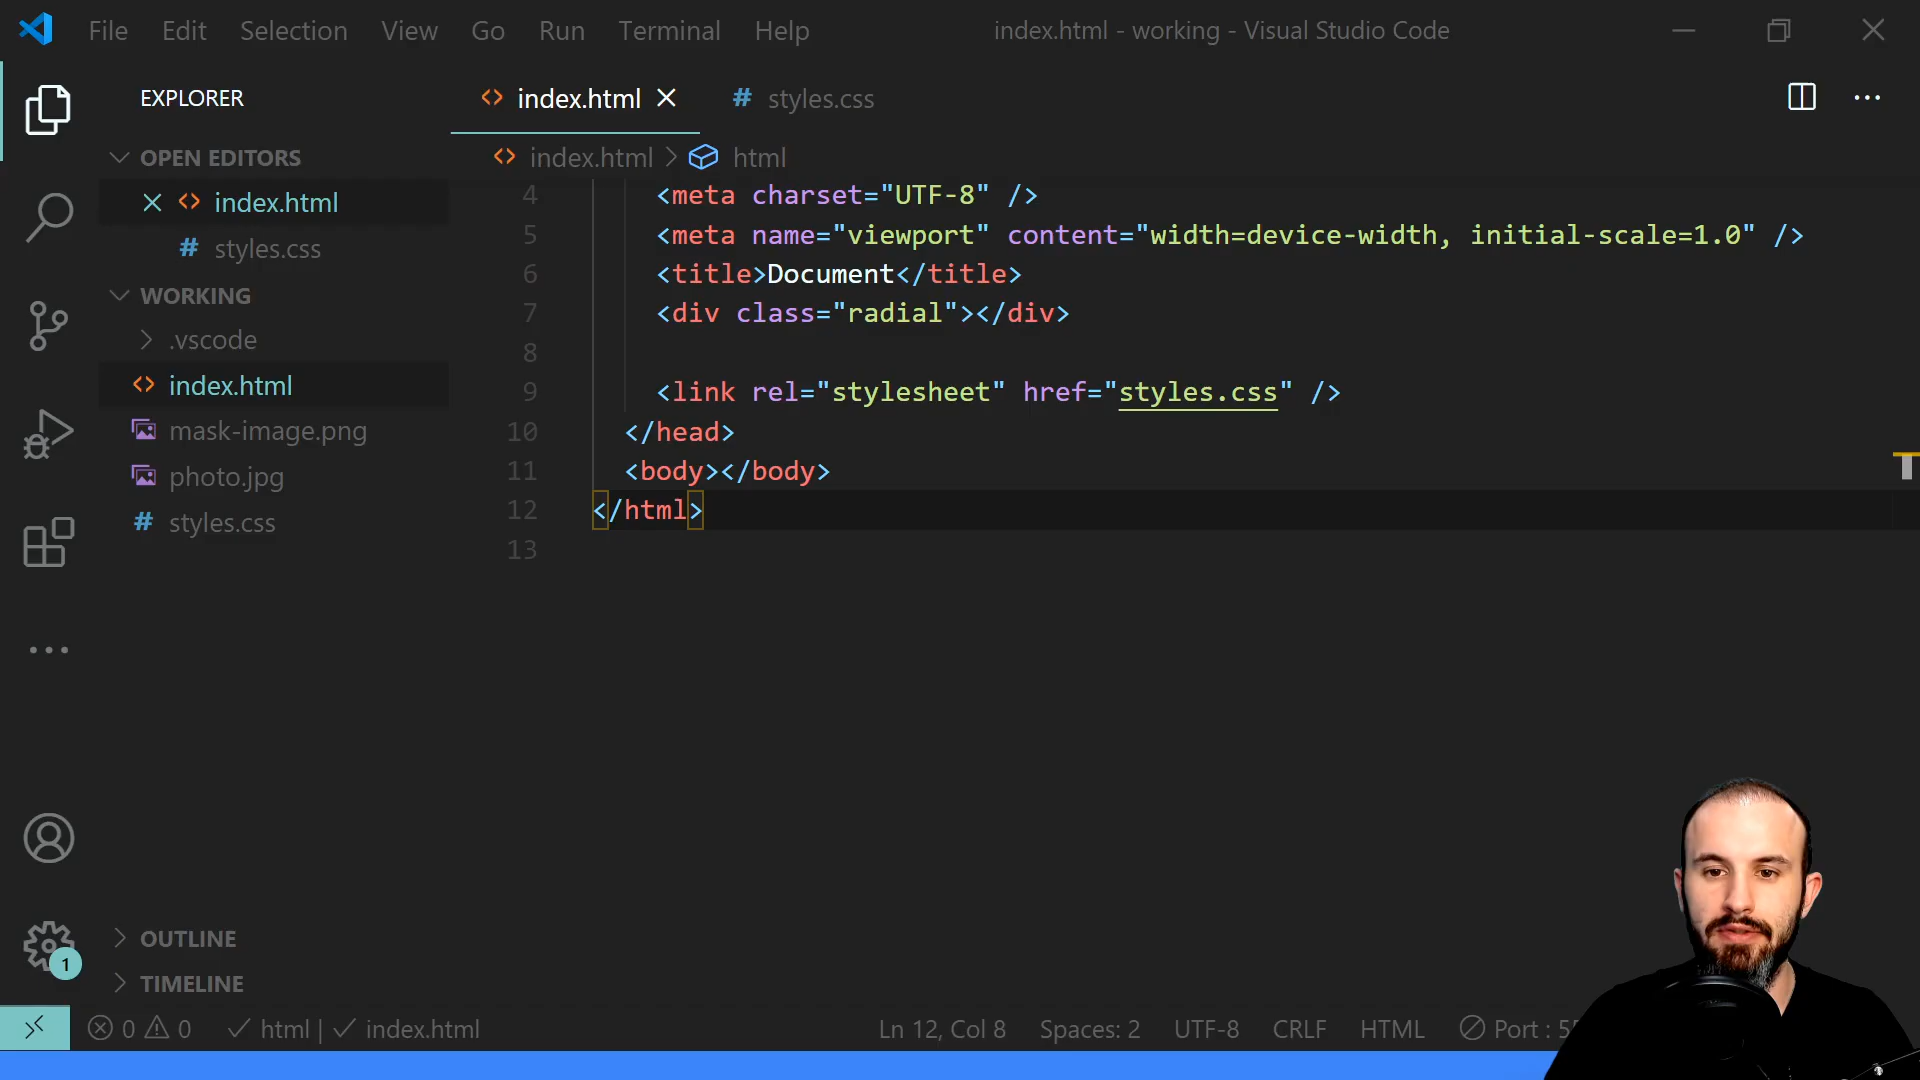 File Edit Selection View Go Run Terminal Help index.html - working - Visual Studio Code
EXPLORER
OPEN EDITORS
index.html
styles.css
WORKING
.vscode
index.html
mask-image.png
photo.jpg
styles.css
OUTLINE
TIMELINE
index.html styles.css
index.html > html
4 <meta charset="UTF-8" />
5 <meta name="viewport" content="width=device-width, initial-scale=1.0" />
6 <title>Document</title>
7 <div class="radial"></div>
8
9 <link rel="stylesheet" href="styles.css" />
10 </head>
11 <body></body>
12 </html>
13
1
0 0 html | index.html Ln 12, Col 8 Spaces: 2 UTF-8 CRLF HTML Port :